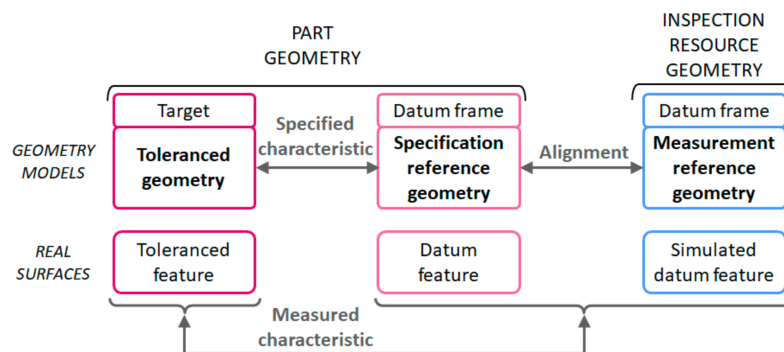 PART
GEOMETRY
INSPECTION
RESOURCE
GEOMETRY
Target
Datum frame
Datum frame
GEOMETRY
MODELS
Toleranced
geometry
Specified
characteristic
Specification
reference
geometry
Alignment
Measurement
reference
geometry
REAL
SURFACES
Toleranced
feature
Datum
feature
Simulated
datum feature
Measured
characteristic